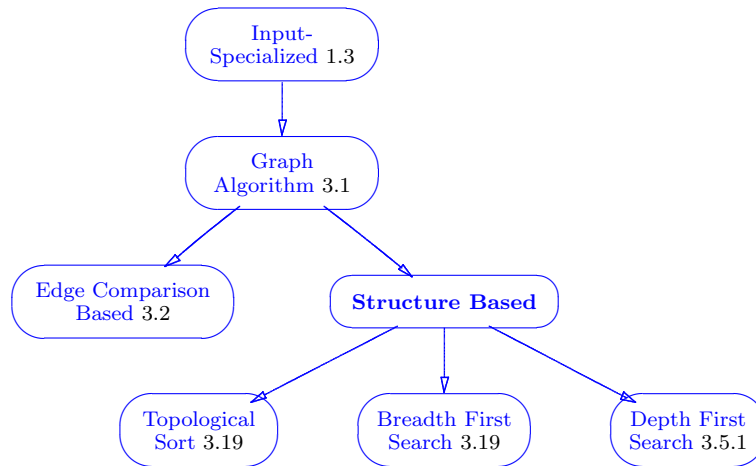 Input-
Specialized 1.3
Graph
Algorithm 3.1
Edge Comparison
Based 3.2
Structure Based
Topological
Sort 3.19
Breadth First
Search 3.19
Depth First
Search 3.5.1